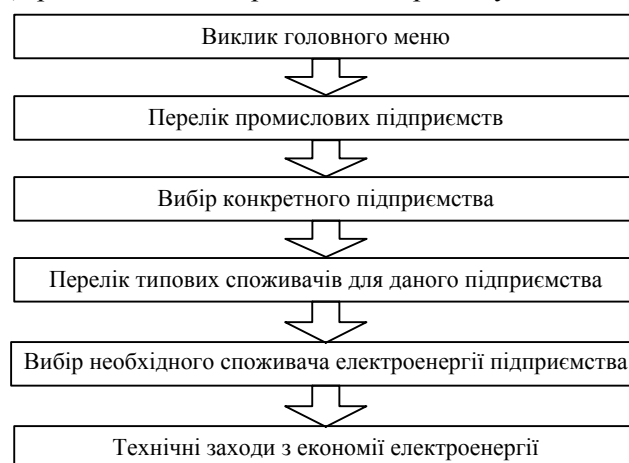 Виклик головного меню
Перелік промислових підприємств
Вибір конкретного підприємства
Перелік типових споживачів для даного підприємства
Вибір необхідного споживача електроенергії підприємства
Технічні заходи з економії електроенергії